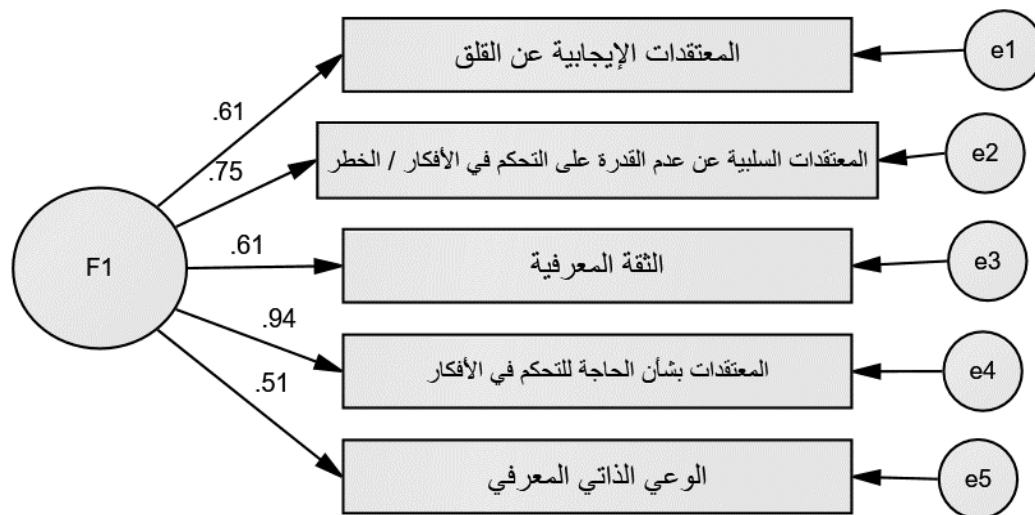 المعتقدات الإيجابية عن القلق
e1
.61
المعتقدات السلبية عن عدم القدرة على التحكم في الأفكار / الخطر
e2
.75
F1
.61
الثقة المعرفية
e3
.94
المعتقدات بشأن الحاجة للتحكم في الأفكار
e4
.51
الوعي الذاتي المعرفي
e5